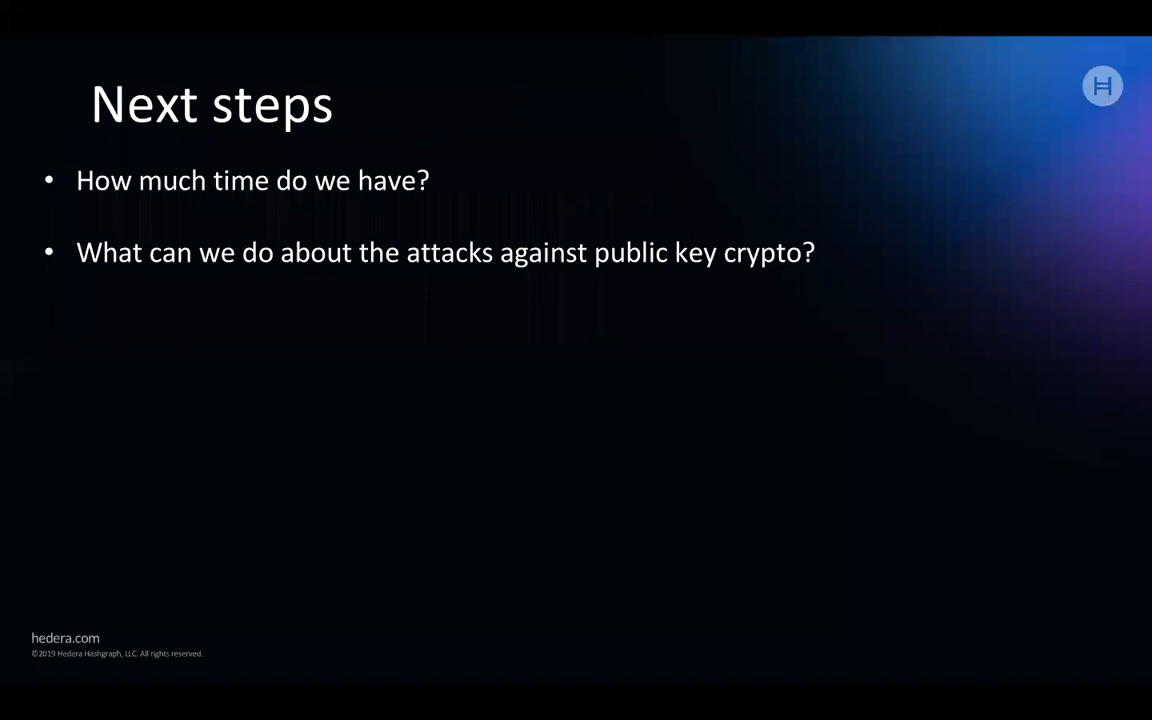 Next steps
• How much time do we have?
• What can we do about the attacks against public key crypto?
hedera.com
©2019 Hedera Hashgraph, LLC. All rights reserved.